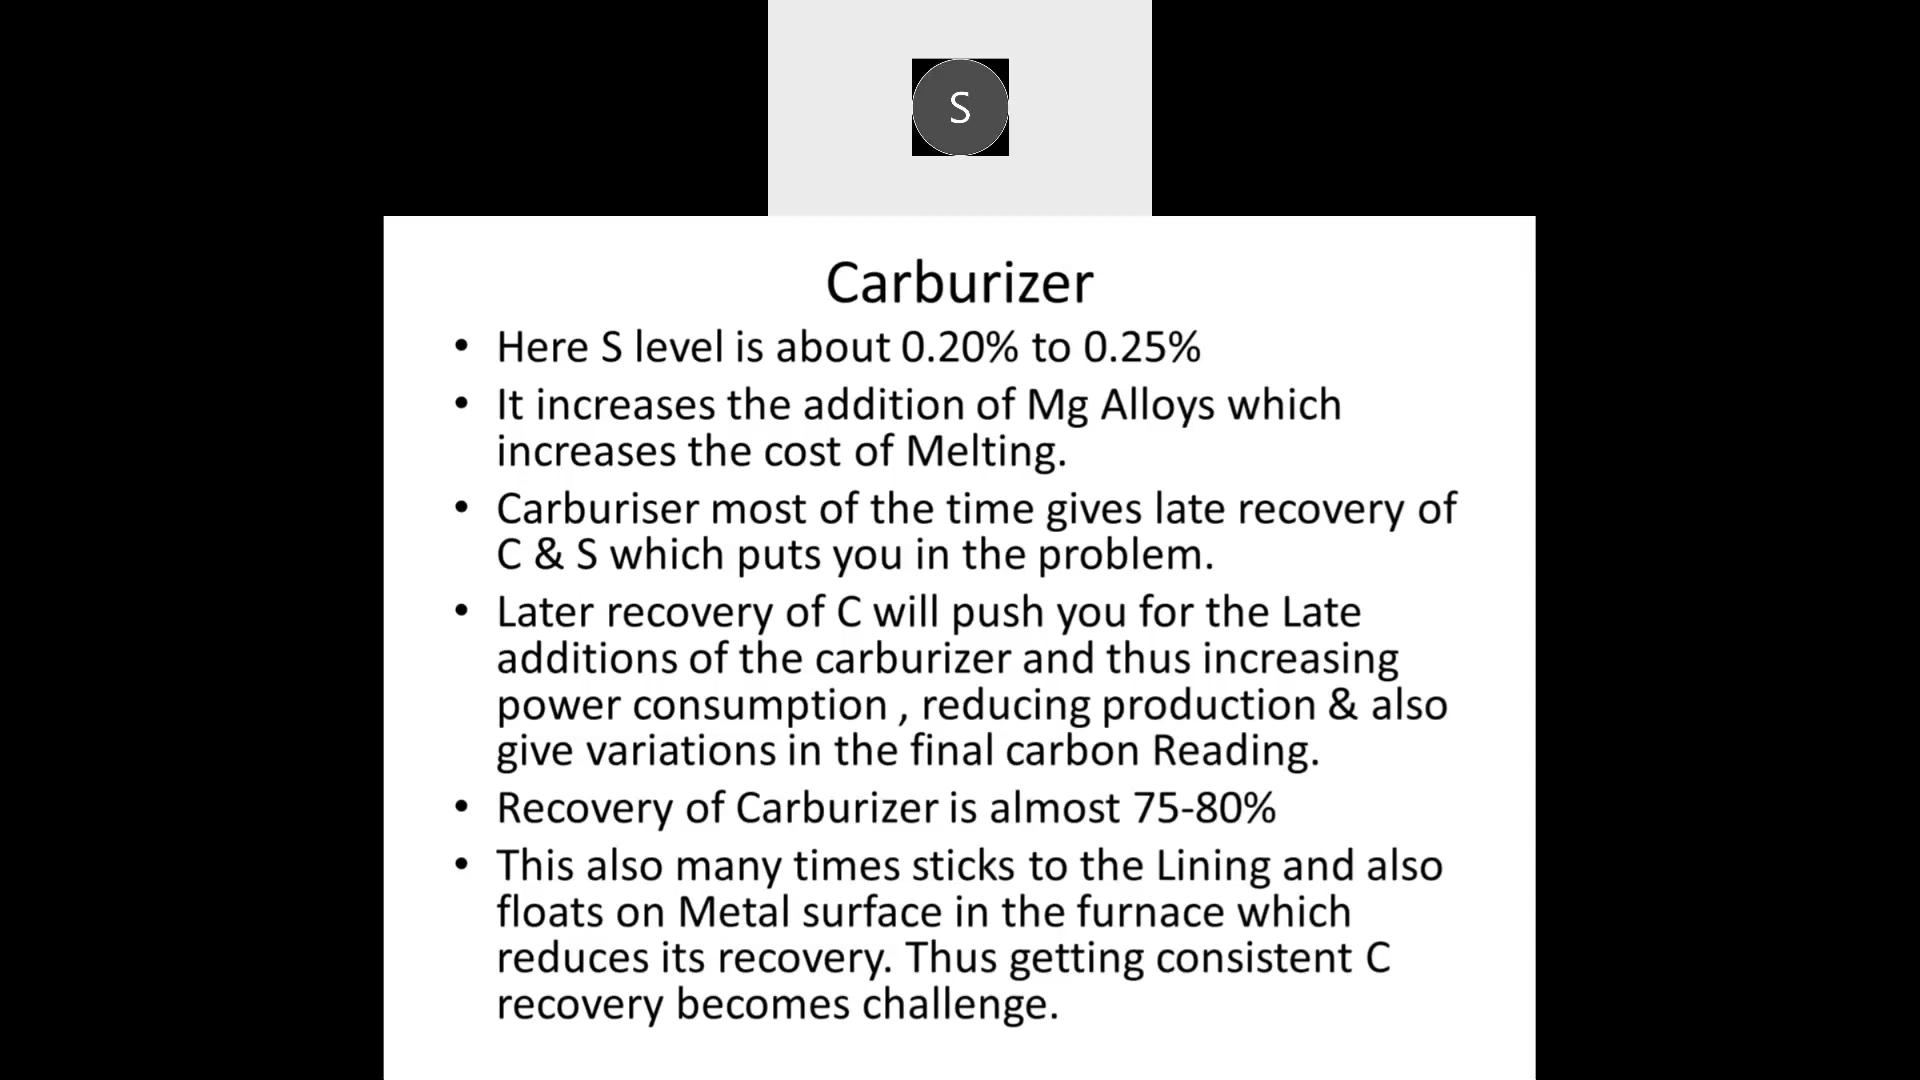 S
Carburizer
• Here S level is about 0.20% to 0.25%
• It increases the addition of Mg Alloys which
increases the cost of Melting.
• Carburiser most of the time gives late recovery of
C & S which puts you in the problem.
• Later recovery of C will push you for the Late
additions of the carburizer and thus increasing
power consumption , reducing production & also
give variations in the final carbon Reading.
• Recovery of Carburizer is almost 75-80%
• This also many times sticks to the Lining and also
floats on Metal surface in the furnace which
reduces its recovery. Thus getting consistent C
recovery becomes challenge.